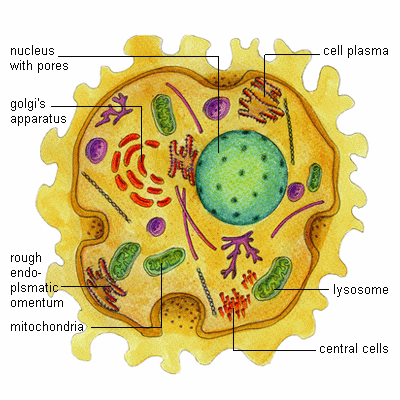 nucleus
with pores
cell plasma
golgi's
apparatus
rough
endo-
plsmatic
omentum
lysosome
mitochondria
central cells